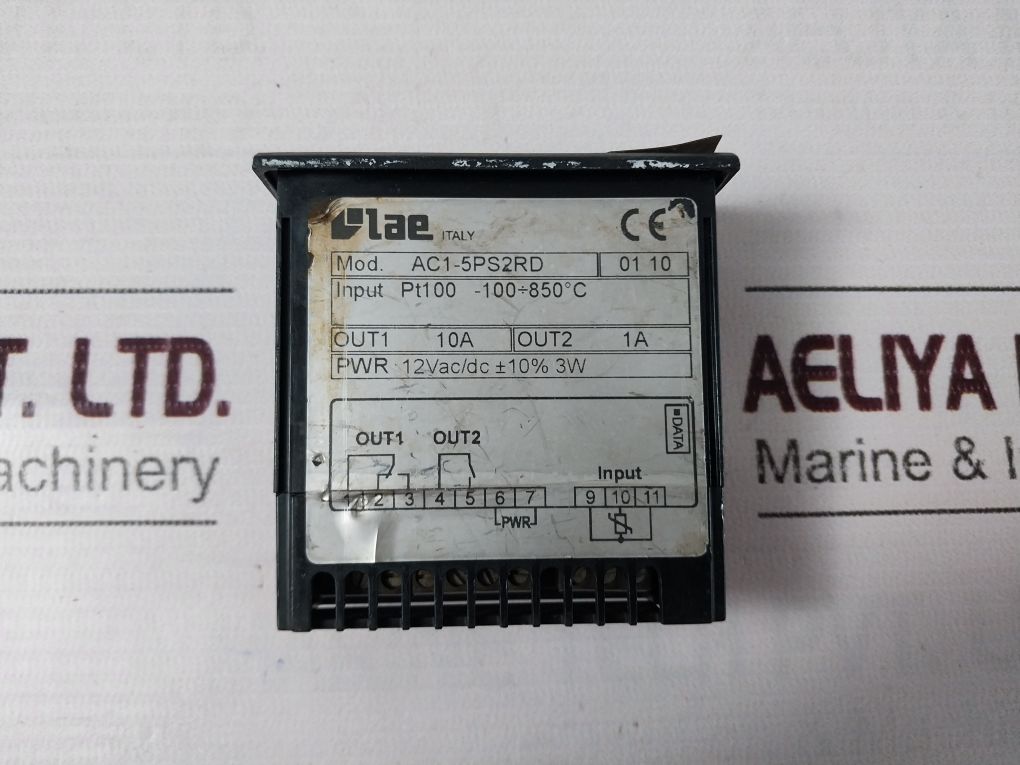 lae ITALY CE
Mod. AC1-5PS2RD 01 10
Input Pt100 -100÷850°C
OUT1 10A OUT2 1A
PWR 12Vac/dc ±10% 3W
DATA
OUT1 OUT2
Input
1 2 3 4 5 6 7 9 10 11
PWR
T. LTD.
achinery
AELIYA
Marine & I